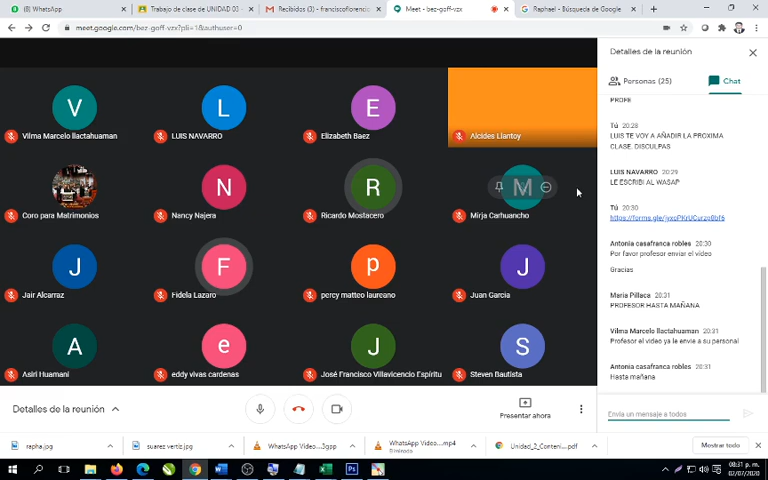 (8) WhatsApp
Trabajo de clase de UNIDAD 03 -
Recibidos (3) - franciscoflorencio
Meet - bez-goff-vzx
Raphael - Búsqueda de Google
meet.google.com/bez-goff-vzx?pli=1&authuser=0
Detalles de la reunión
Personas (25)
Chat
PROFE
Tú 20:28
LUIS TE VOY A AÑADIR LA PROXIMA
CLASE. DISCULPAS
LUIS NAVARRO 20:29
LE ESCRIBI AL WASAP
Tú 20:30
Antonia casafranca robles 20:30
Por favor profesor enviar el vídeo
Gracias
Maria Pillaca 20:31
PROFESOR HASTA MAÑANA
Vilma Marcelo llactahuaman 20:31
Profesor el video ya le envie a su personal
Antonia casafranca robles 20:31
Hasta mañana
Envía un mensaje a todos
V
Vilma Marcelo llactahuaman
L
LUIS NAVARRO
E
Elizabeth Baez
Alcides Llantoy
Coro para Matrimonios
N
Nancy Najera
R
Ricardo Mostacero
M
Mirja Carhuancho
J
Jair Alcarraz
F
Fidela Lazaro
p
percy matteo laureano
J
Juan Garcia
A
Asiri Huamani
e
eddy vivas cardenas
J
José Francisco Villavicencio Espíritu
S
Steven Bautista
Detalles de la reunión
Presentar ahora
rapha.jpg
suarez vertiz.jpg
WhatsApp Video....3gpp
WhatsApp Video....mp4
Unidad_2_Conteni....pdf
Mostrar todo
08:31 p. m.
02/07/2020